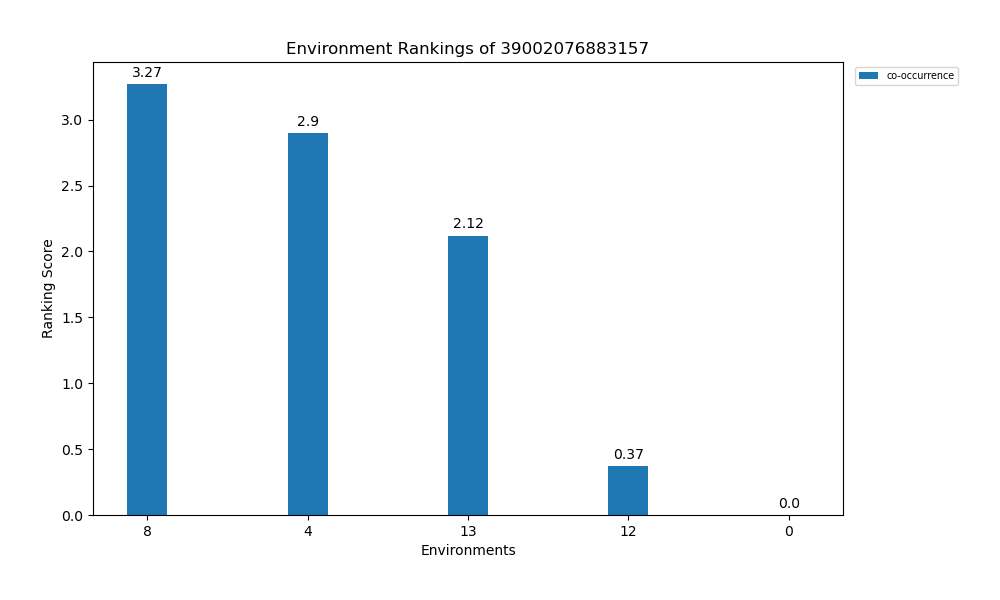 Environment Rankings of 39002076883157
co-occurrence
Ranking Score
3.0
2.5
2.0
1.5
1.0
0.5
0.0
3.27
2.9
2.12
0.37
0.0
8 4 13 12 0
Environments